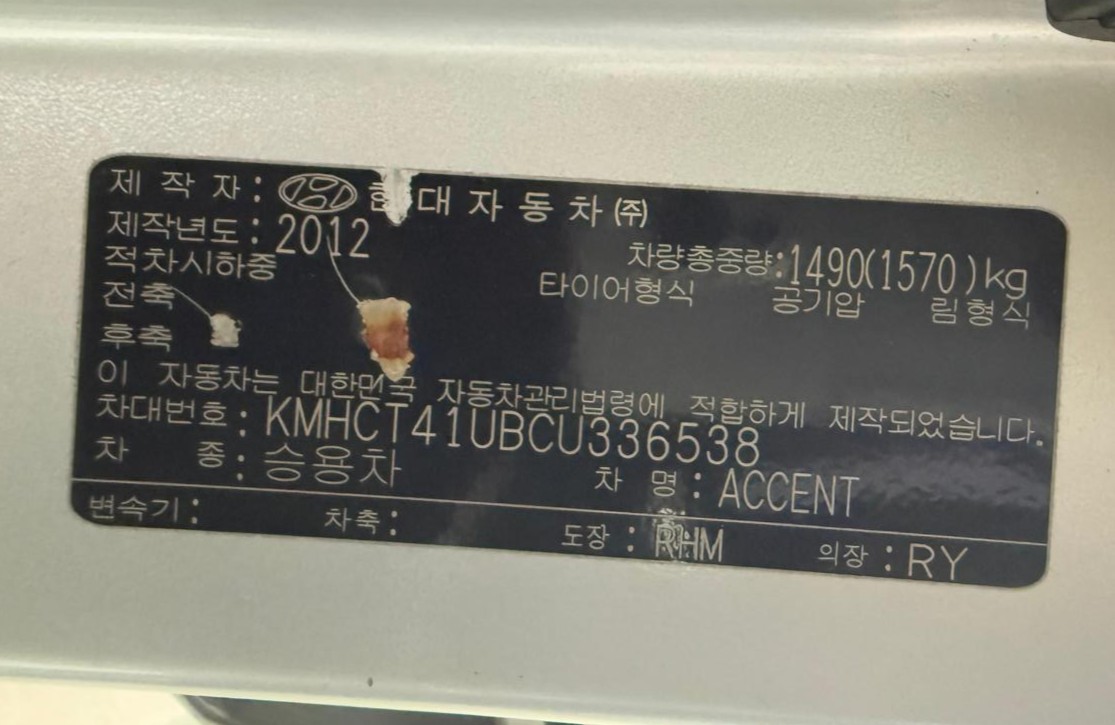 제 작 자 : 현대자동차㈜
제작년도 : 2012
차량총중량:1490(1570)kg
적차시하중 타이어형식 공기압 림형식
전축
후축
이 자동차는 대한민국 자동차관리법령에 적합하게 제작되었습니다.
차대번호 : KMHCT41UBCU336538
차 종 : 승용차 차 명 : ACCENT
변속기 : 차축 : 도장 : RHM 의장 : RY